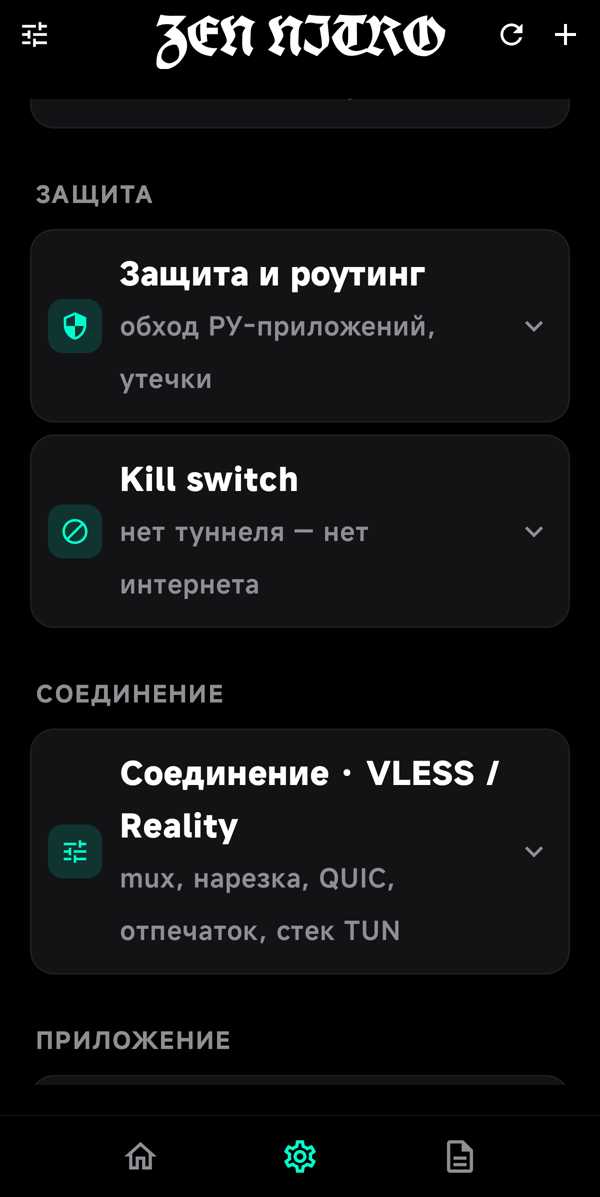 ZEN NITRO
ЗАЩИТА
Защита и роутинг
обход РУ-приложений,
утечки
Kill switch
нет туннеля — нет
интернета
СОЕДИНЕНИЕ
Соединение · VLESS /
Reality
mux, нарезка, QUIC,
отпечаток, стек TUN
ПРИЛОЖЕНИЕ